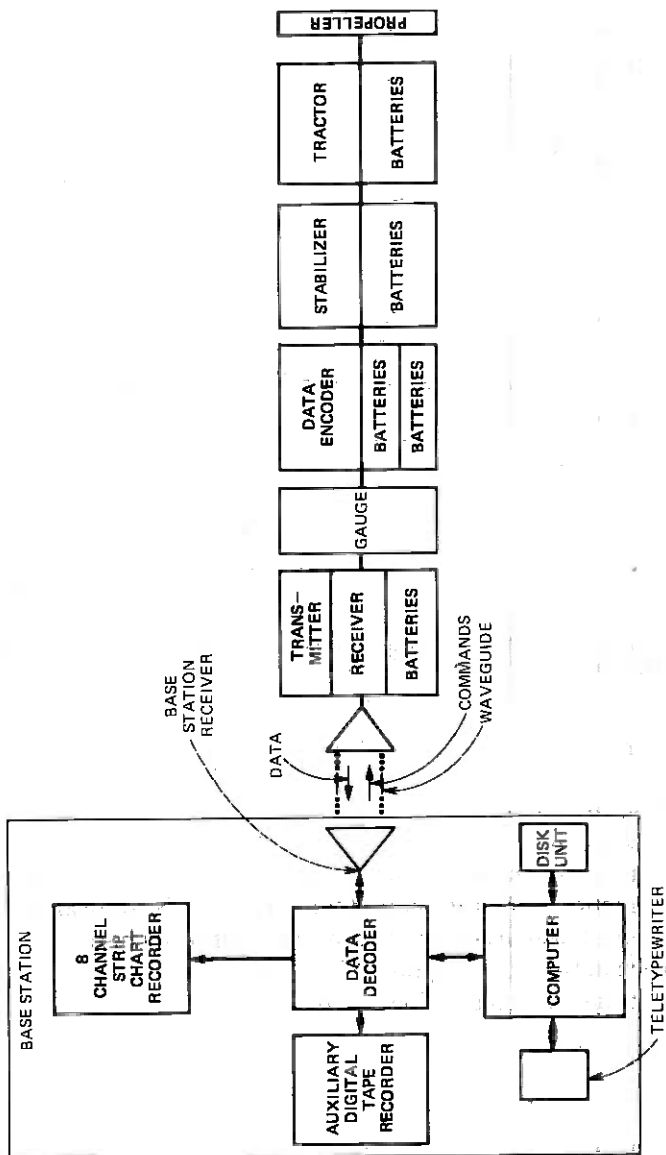 BASE STATION
8
CHANNEL
STRIP
CHART
RECORDER
AUXILIARY
DIGITAL
TAPE
RECORDER
DATA
DECODER
COMPUTER
DISK
UNIT
TELETYPEWRITER
BASE
STATION
RECEIVER
DATA
COMMANDS
WAVEGUIDE
TRANS-
MITTER
RECEIVER
BATTERIES
GAUGE
DATA
ENCODER
BATTERIES
BATTERIES
STABILIZER
BATTERIES
TRACTOR
BATTERIES
PROPELLER